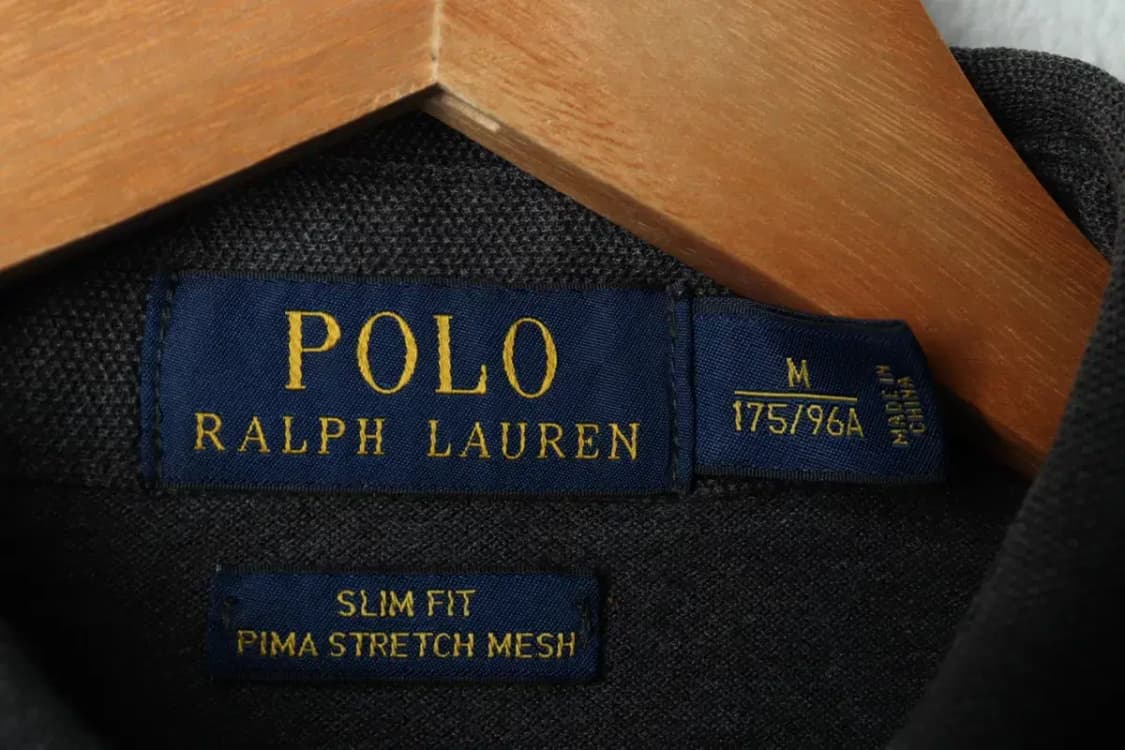 POLO
RALPH LAUREN
M
175/96A
MADE IN
CHINA
SLIM FIT
PIMA STRETCH MESH